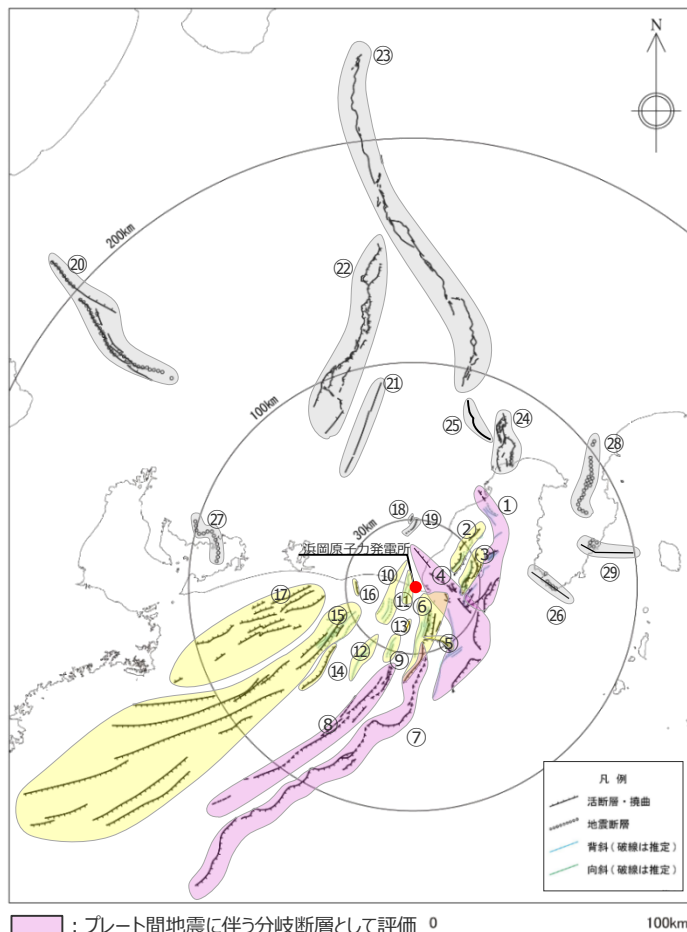 N
㉓
200km
⑳
㉒
100km
㉑
㉕
㉔
㉘
①
⑱
⑲
30km
②
㉗
浜岡原子力発電所
③
㉙
⑩
④
⑰
⑯
⑪
⑥
㉖
⑮
⑬
⑤
⑫
⑨
⑭
⑧
⑦
凡 例
活断層・撓曲
地震断層
背斜(破線は推定)
向斜(破線は推定)
:プレート間地震に伴う分岐断層として評価
0 100km